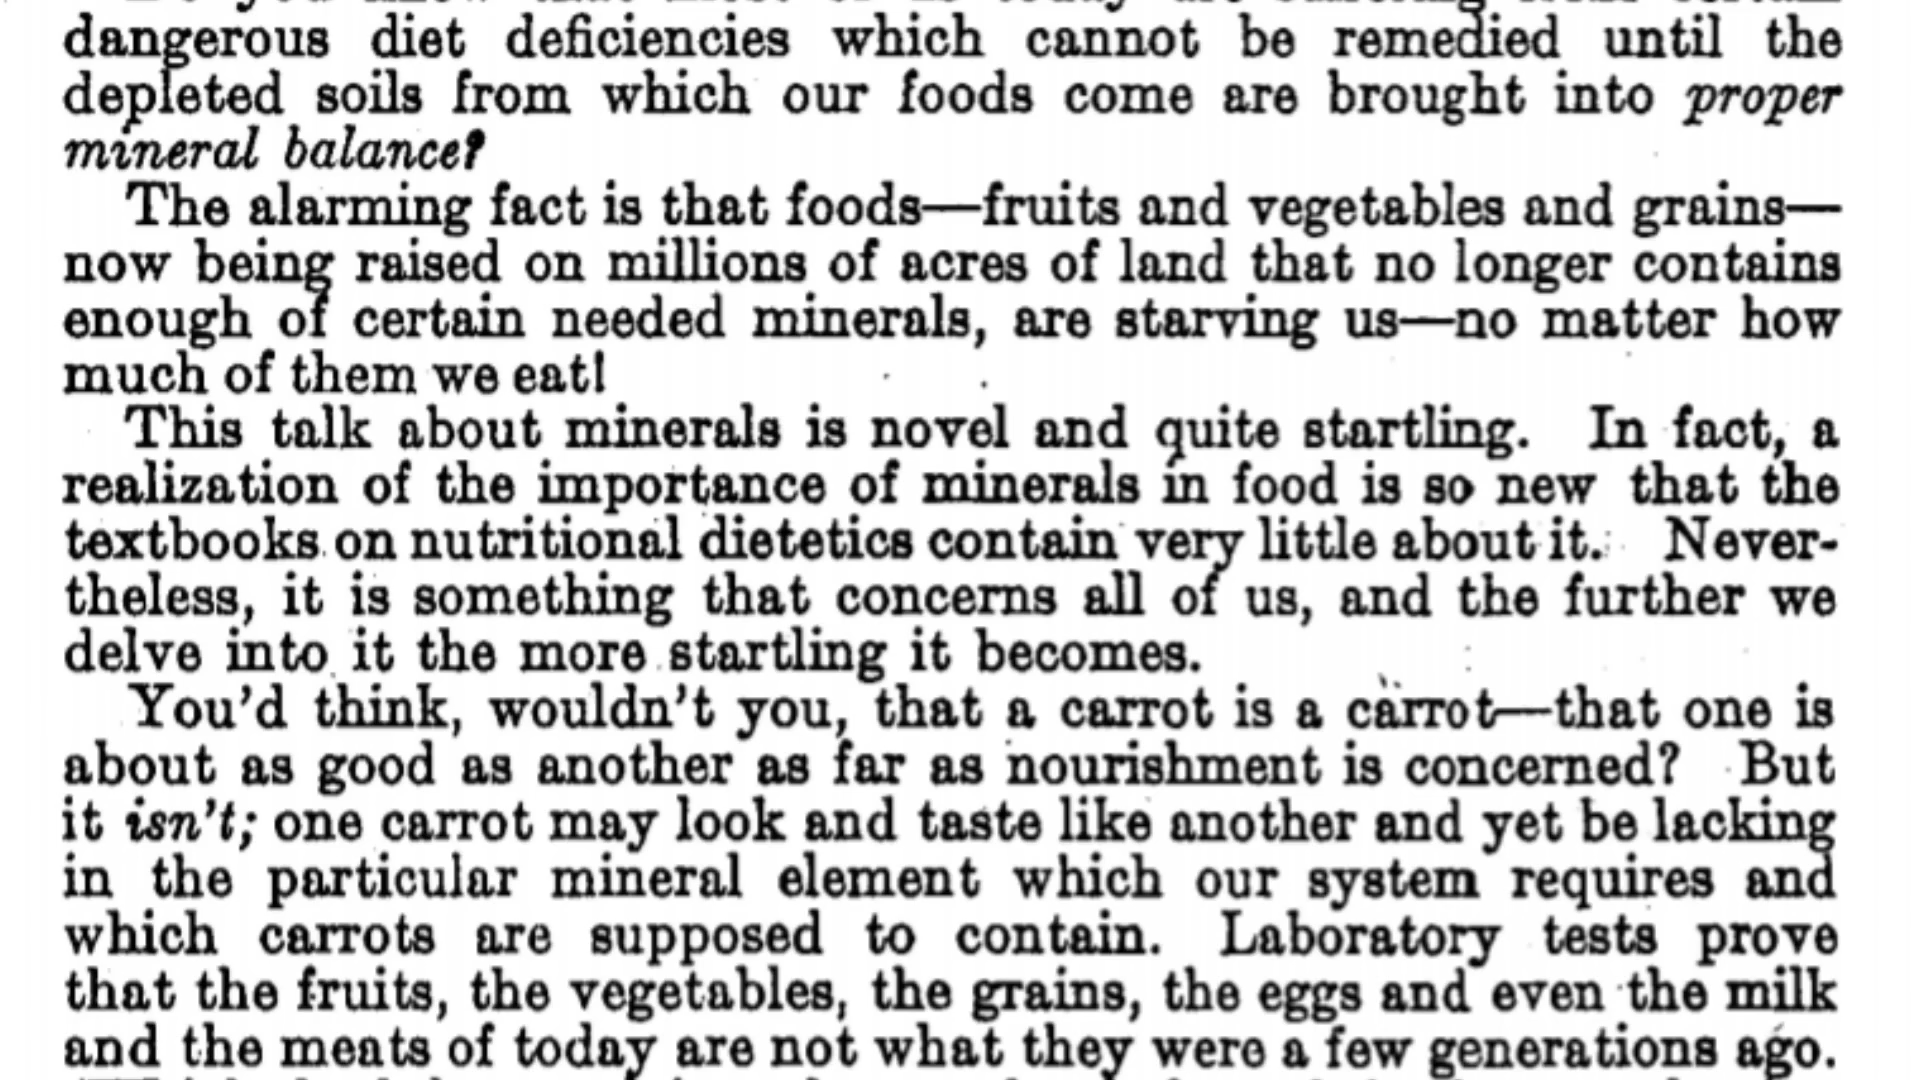 dangerous diet deficiencies which cannot be remedied until the
depleted soils from which our foods come are brought into proper
mineral balance?
The alarming fact is that foods—fruits and vegetables and grains—
now being raised on millions of acres of land that no longer contains
enough of certain needed minerals, are starving us—no matter how
much of them we eat!
This talk about minerals is novel and quite startling. In fact, a
realization of the importance of minerals in food is so new that the
textbooks on nutritional dietetics contain very little about it. Never-
theless, it is something that concerns all of us, and the further we
delve into it the more startling it becomes.
You'd think, wouldn't you, that a carrot is a carrot—that one is
about as good as another as far as nourishment is concerned? But
it isn't; one carrot may look and taste like another and yet be lacking
in the particular mineral element which our system requires and
which carrots are supposed to contain. Laboratory tests prove
that the fruits, the vegetables, the grains, the eggs and even the milk
and the meats of today are not what they were a few generations ago.